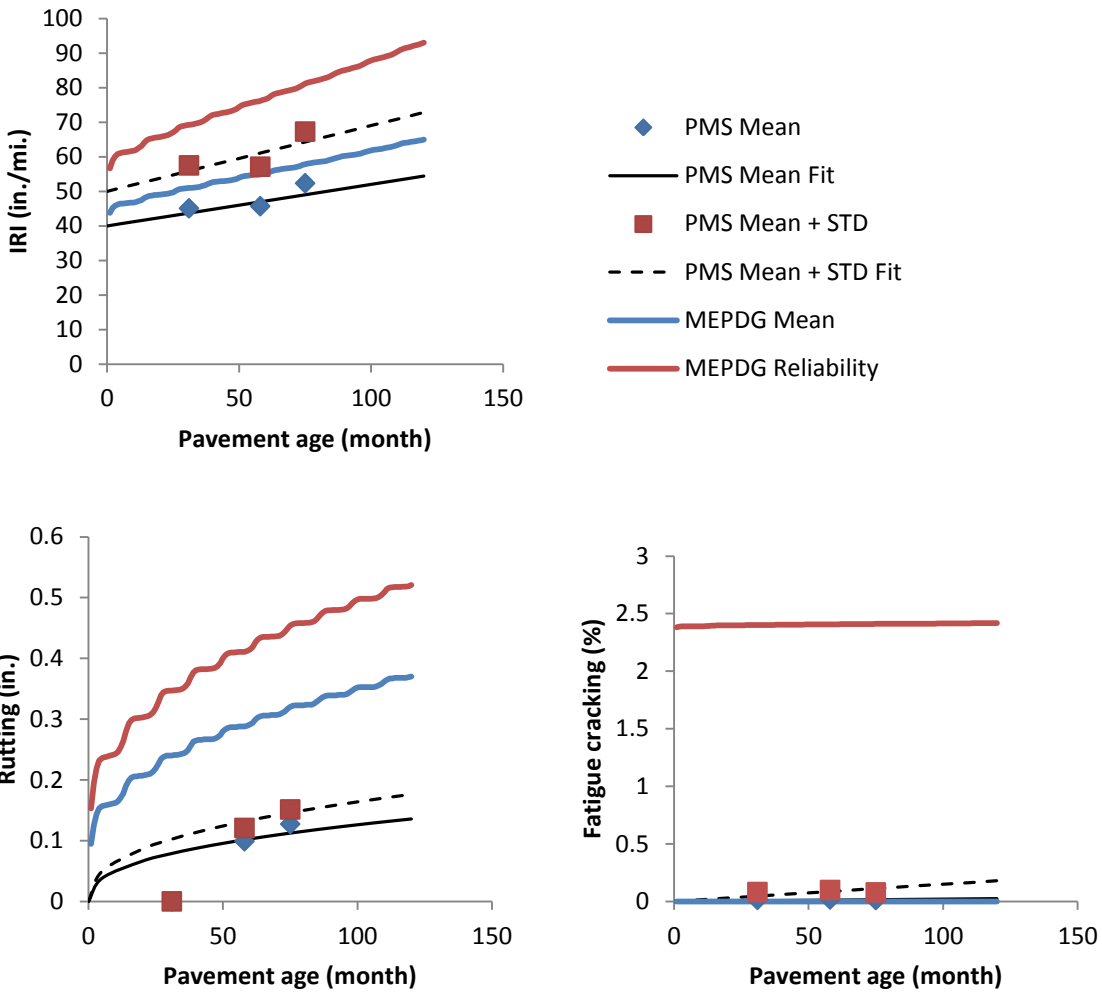 100
90
80
70
60
50
40
30
20
10
0
IRI (in./mi.)
0 50 100 150
Pavement age (month)
PMS Mean
PMS Mean Fit
PMS Mean + STD
PMS Mean + STD Fit
MEPDG Mean
MEPDG Reliability
0.6
0.5
0.4
0.3
0.2
0.1
0
Rutting (in.)
0 50 100 150
Pavement age (month)
3
2.5
2
1.5
1
0.5
0
Fatigue cracking (%)
0 50 100 150
Pavement age (month)